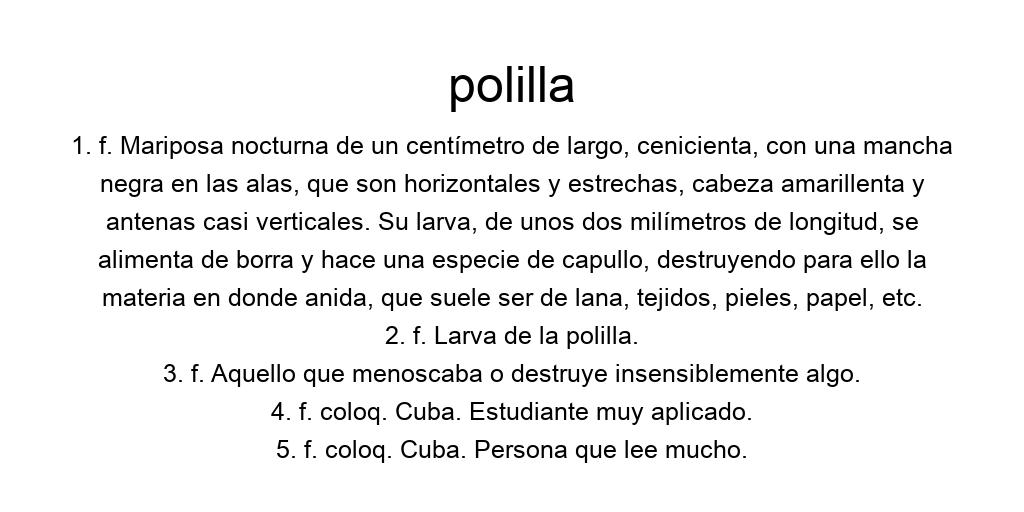 polilla
1. f. Mariposa nocturna de un centímetro de largo, cenicienta, con una mancha
negra en las alas, que son horizontales y estrechas, cabeza amarillenta y
antenas casi verticales. Su larva, de unos dos milímetros de longitud, se
alimenta de borra y hace una especie de capullo, destruyendo para ello la
materia en donde anida, que suele ser de lana, tejidos, pieles, papel, etc.
2. f. Larva de la polilla.
3. f. Aquello que menoscaba o destruye insensiblemente algo.
4. f. coloq. Cuba. Estudiante muy aplicado.
5. f. coloq. Cuba. Persona que lee mucho.